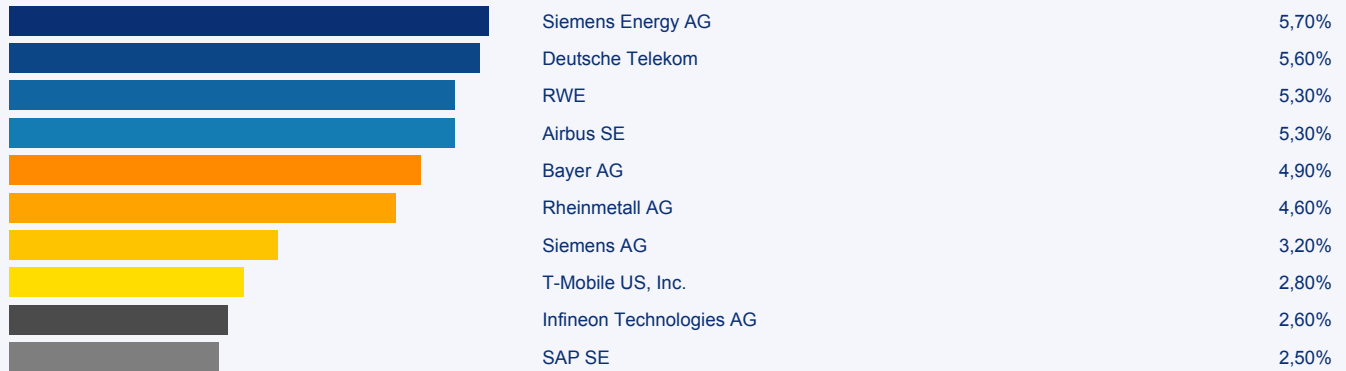 Siemens Energy AG 5,70%
Deutsche Telekom 5,60%
RWE 5,30%
Airbus SE 5,30%
Bayer AG 4,90%
Rheinmetall AG 4,60%
Siemens AG 3,20%
T-Mobile US, Inc. 2,80%
Infineon Technologies AG 2,60%
SAP SE 2,50%